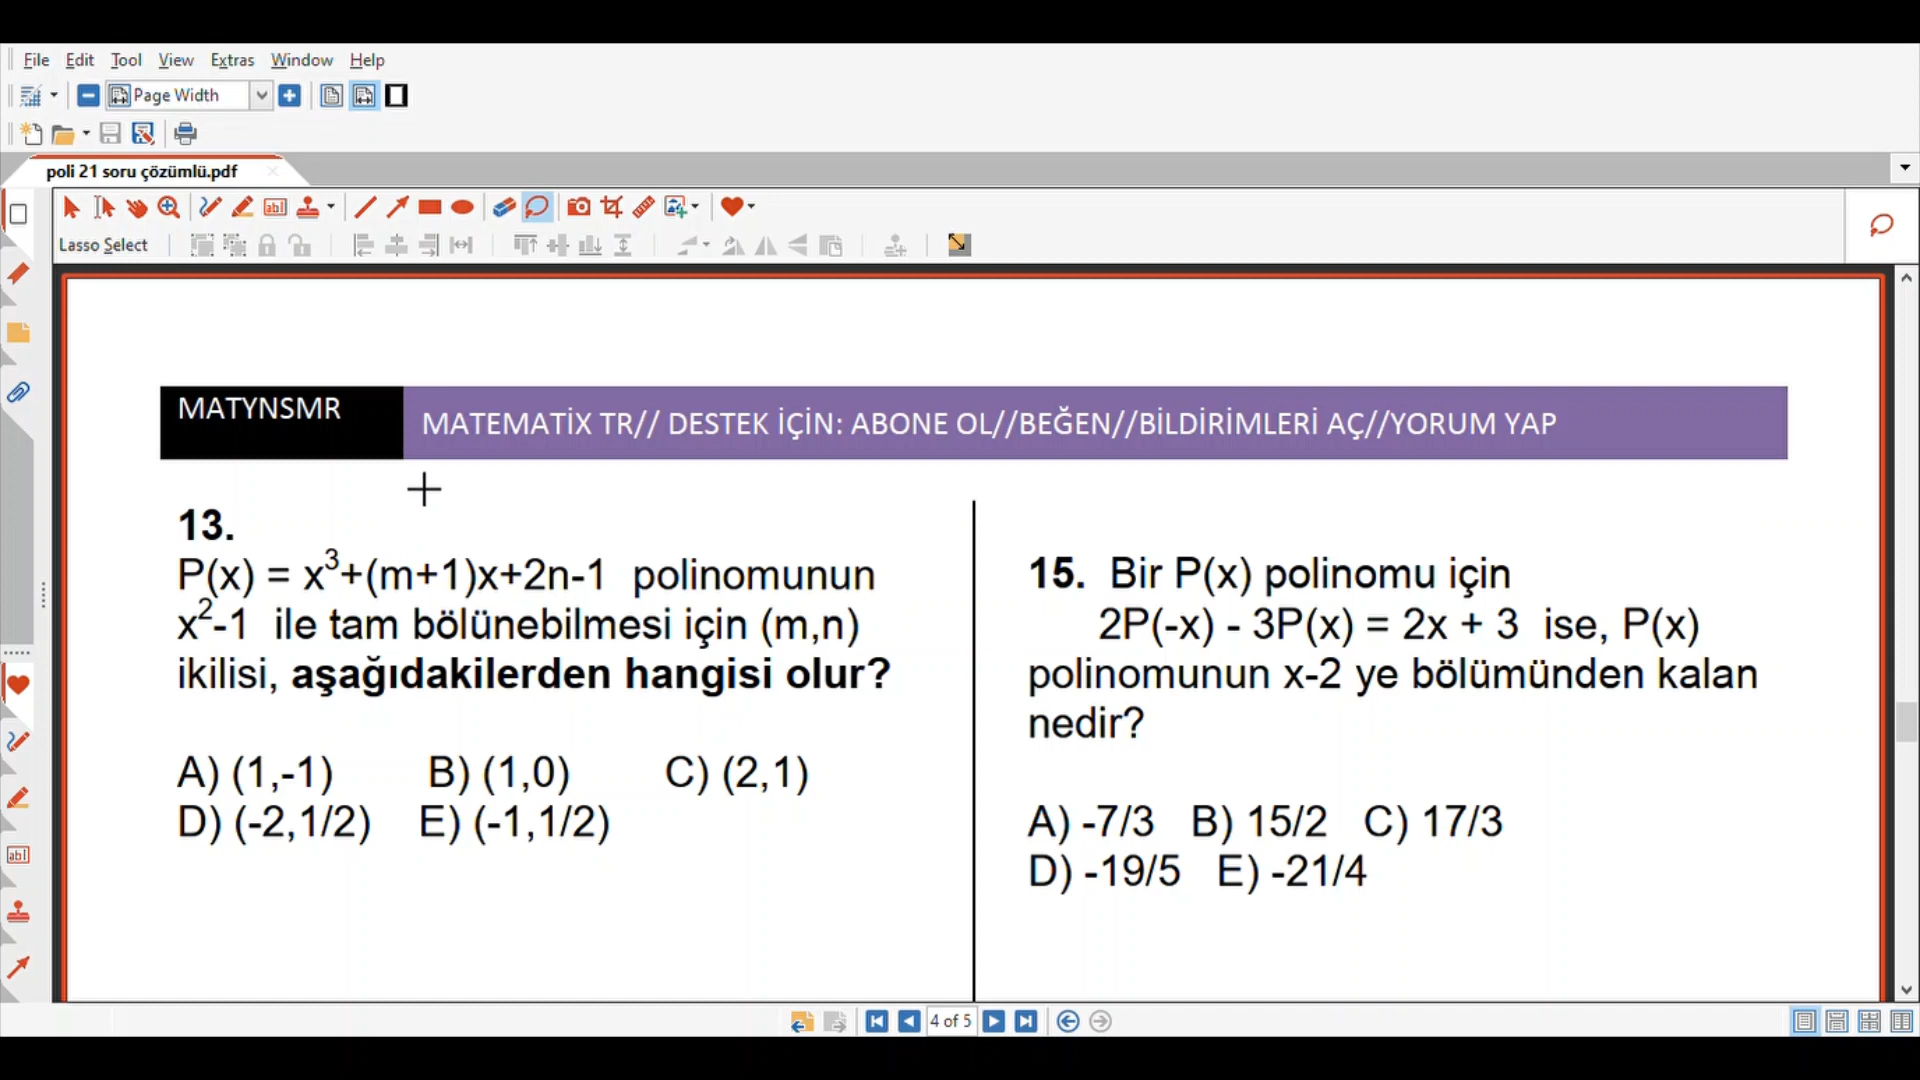 File Edit Tool View Extras Window Help
Page Width
poli 21 soru çözümlü.pdf
Lasso Select
MATYNSMR
MATEMATİX TR// DESTEK İÇİN: ABONE OL//BEĞEN//BİLDİRİMLERİ AÇ//YORUM YAP
13.
P(x) = x³+(m+1)x+2n-1 polinomunun
x²-1 ile tam bölünebilmesi için (m,n)
ikilisi, aşağıdakilerden hangisi olur?
A) (1,-1) B) (1,0) C) (2,1)
D) (-2,1/2) E) (-1,1/2)
15. Bir P(x) polinomu için
2P(-x) - 3P(x) = 2x + 3 ise, P(x)
polinomunun x-2 ye bölümünden kalan
nedir?
A) -7/3 B) 15/2 C) 17/3
D) -19/5 E) -21/4
4 of 5